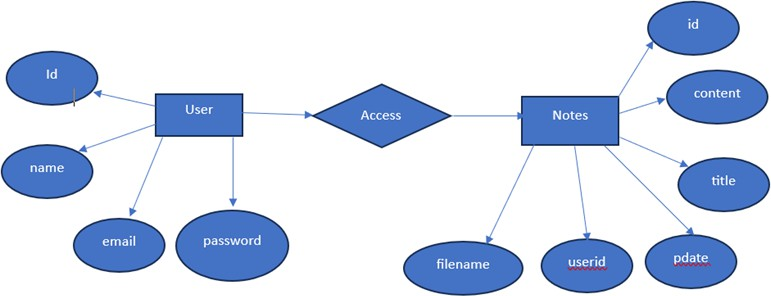 id
Id
content
User
Access
Notes
name
title
email
password
filename
userid
pdate